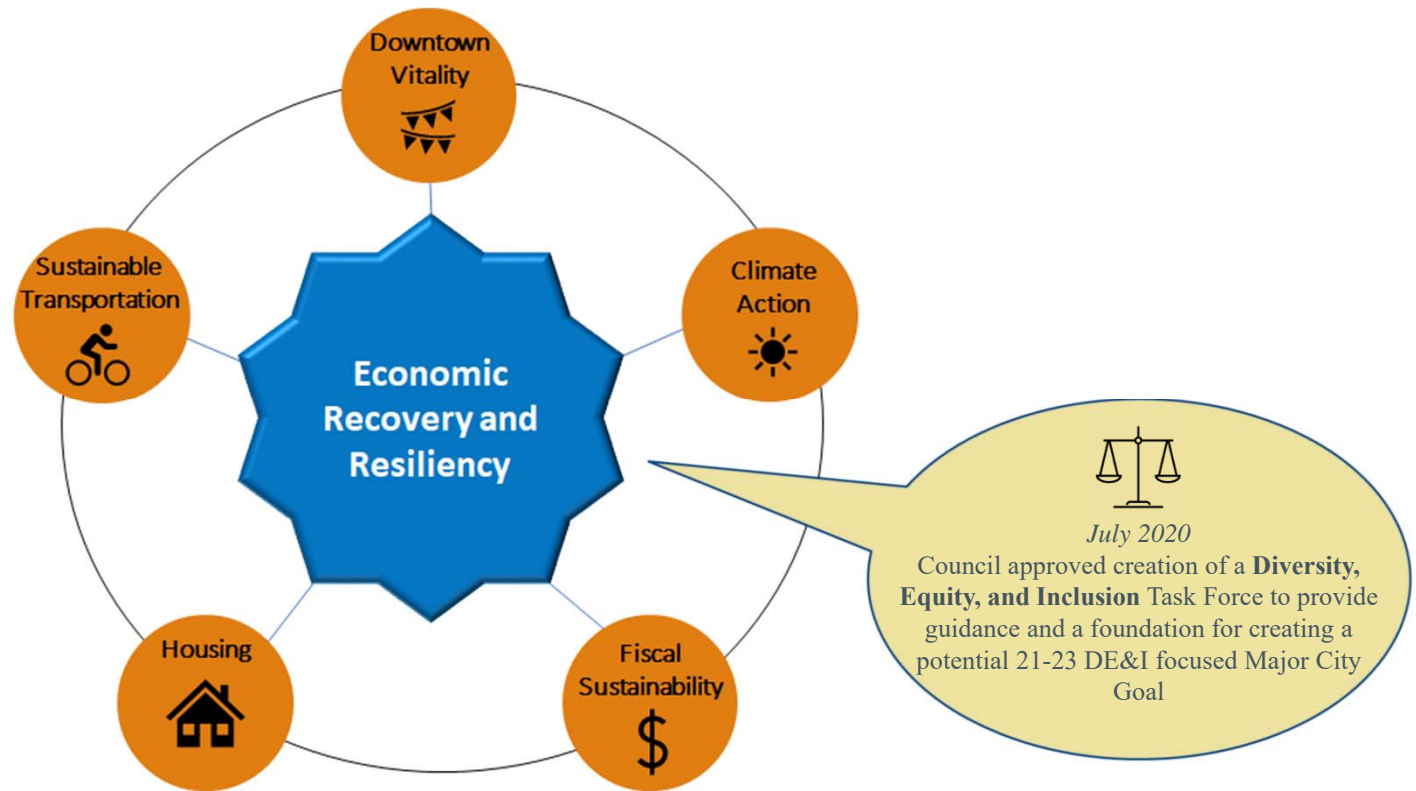 Downtown
Vitality
Sustainable
Transportation
Climate
Action
Economic
Recovery and
Resiliency
Housing
Fiscal
Sustainability
$
July 2020
Council approved creation of a Diversity,
Equity, and Inclusion Task Force to provide
guidance and a foundation for creating a
potential 21-23 DE&I focused Major City
Goal